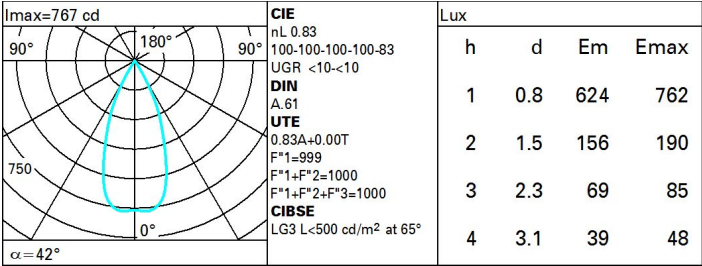 Imax=767 cd
90°
180°
90°
750
0°
α=42°
CIE
nL 0.83
100-100-100-100-83
UGR <10-<10
DIN
A.61
UTE
0.83A+0.00T
F"1=999
F"1+F"2=1000
F"1+F"2+F"3=1000
CIBSE
LG3 L<500 cd/m² at 65°
Lux
h d Em Emax
1 0.8 624 762
2 1.5 156 190
3 2.3 69 85
4 3.1 39 48